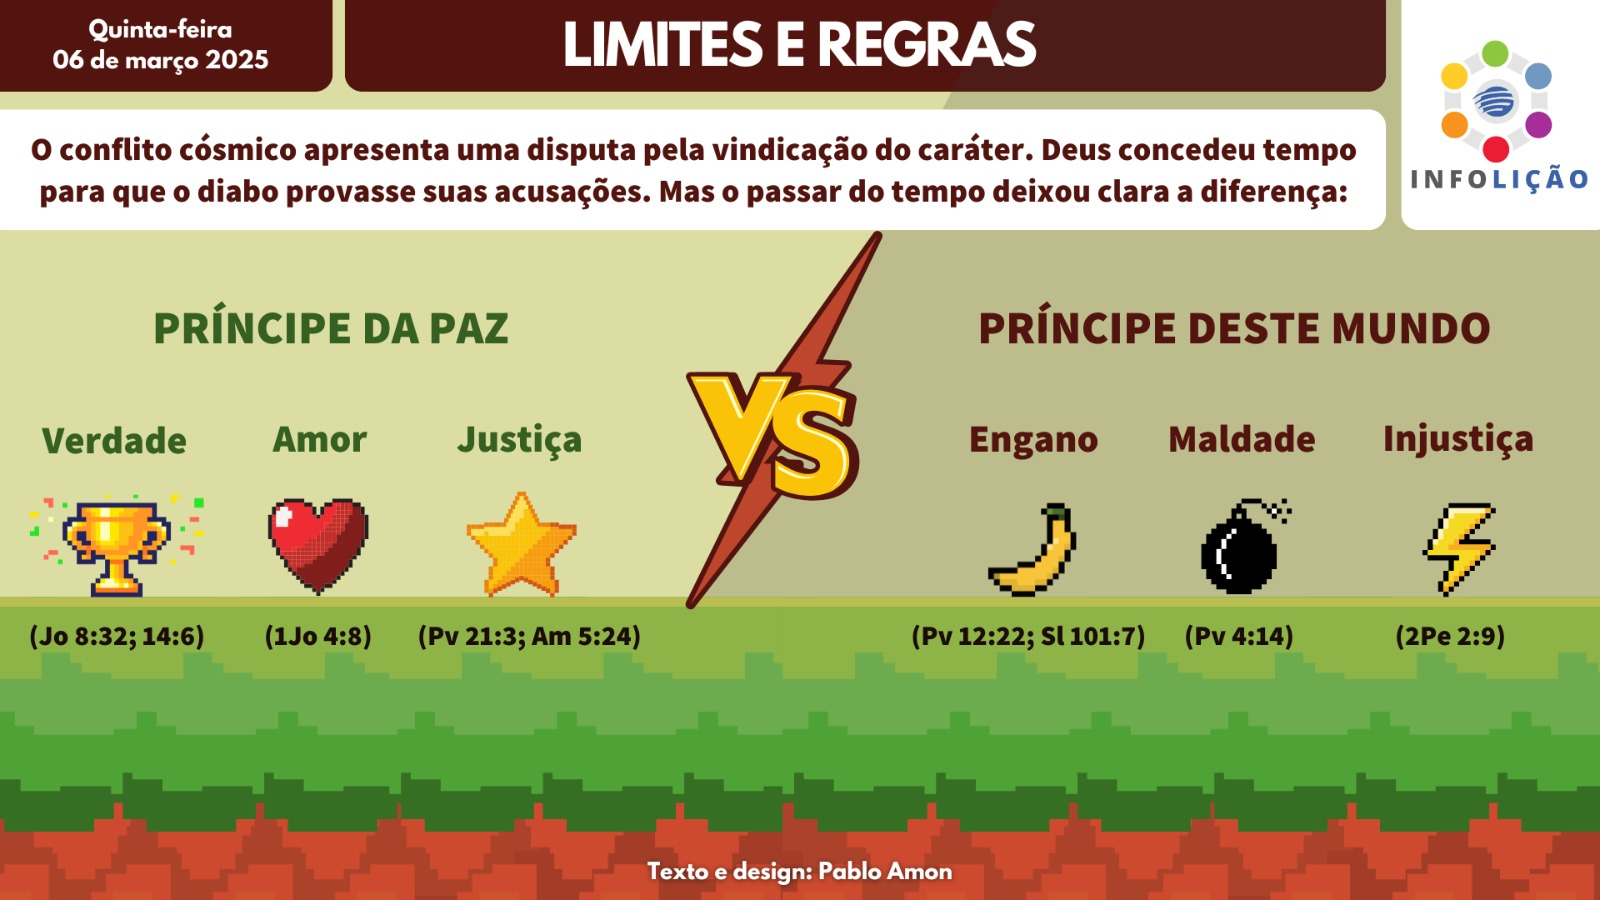 Quinta-feira
06 de março 2025
LIMITES E REGRAS
INFOLIÇÃO
O conflito cósmico apresenta uma disputa pela vindicação do caráter. Deus concedeu tempo
para que o diabo provasse suas acusações. Mas o passar do tempo deixou clara a diferença:
PRÍNCIPE DA PAZ
VS
PRÍNCIPE DESTE MUNDO
Verdade Amor Justiça
Engano Maldade Injustiça
(Jo 8:32; 14:6) (1Jo 4:8) (Pv 21:3; Am 5:24)
(Pv 12:22; Sl 101:7) (Pv 4:14) (2Pe 2:9)
Texto e design: Pablo Amon